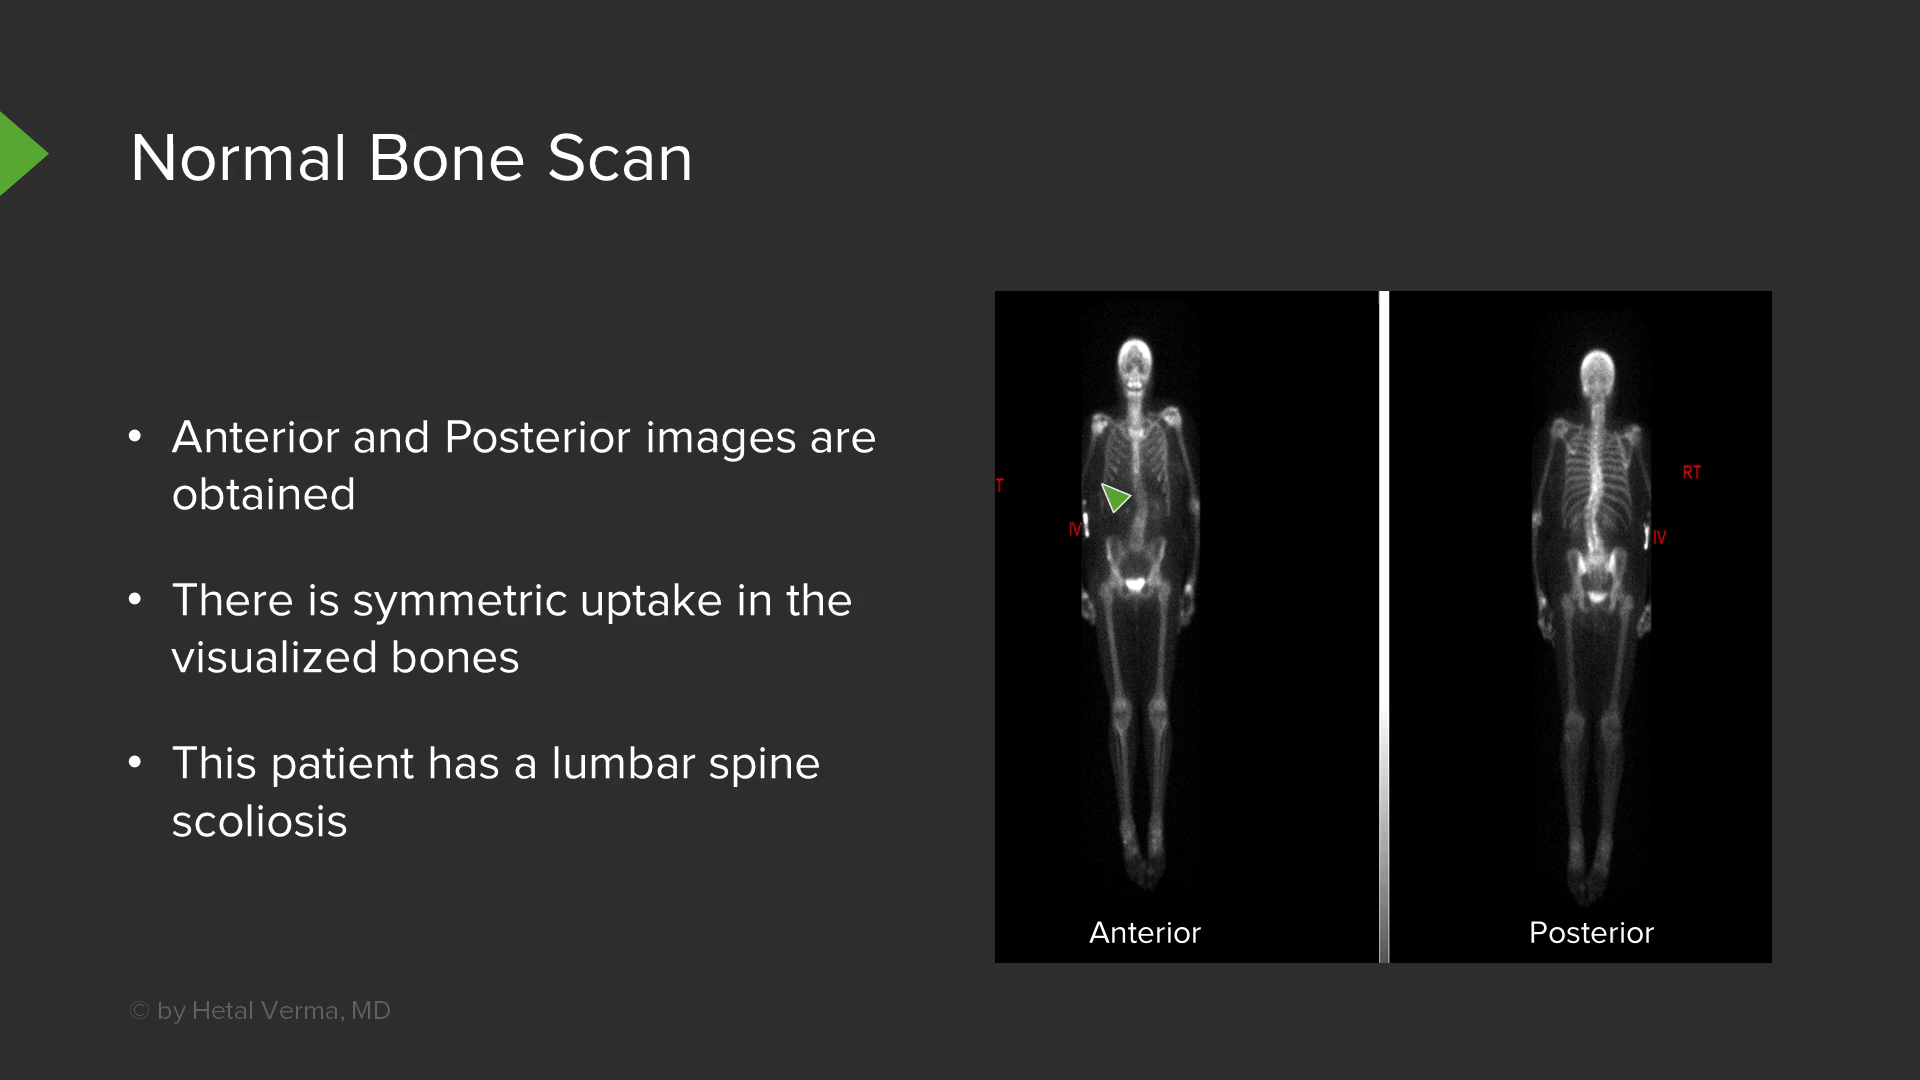 Normal Bone Scan
• Anterior and Posterior images are
obtained
• There is symmetric uptake in the
visualized bones
• This patient has a lumbar spine
scoliosis
T
IV
RT
IV
Anterior
Posterior
© by Hetal Verma, MD